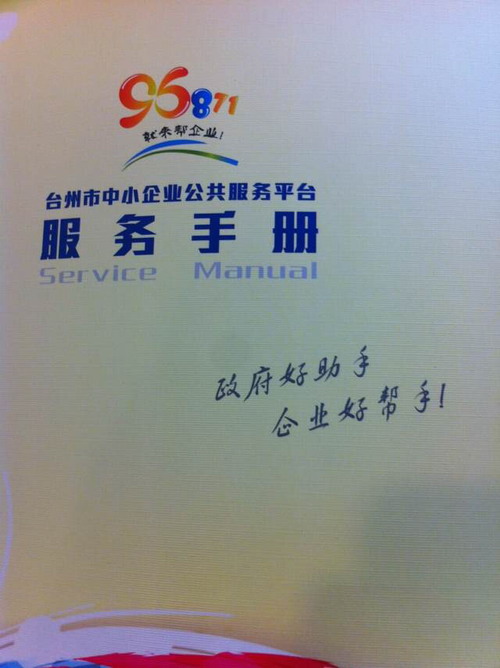 96871
就来帮企业!
台州市中小企业公共服务平台
服务手册
Service Manual
政府好助手
企业好帮手!